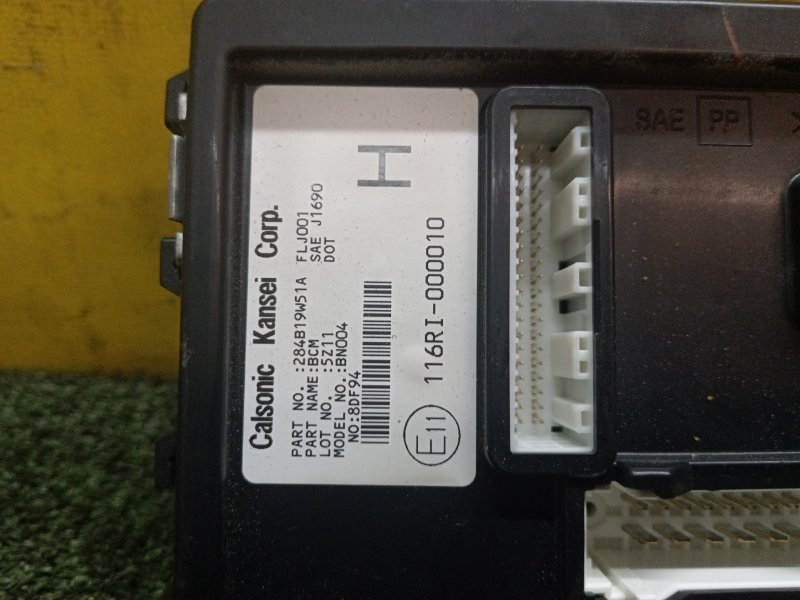 Calsonic Kansei Corp.
PART NO. :284B19W51A FLJ001
PART NAME:BCM SAE J1690
LOT NO. :5Z11 DOT
MODEL NO.:BN004
NO:8DF94
H
E11 116RI-000010
SAE PP